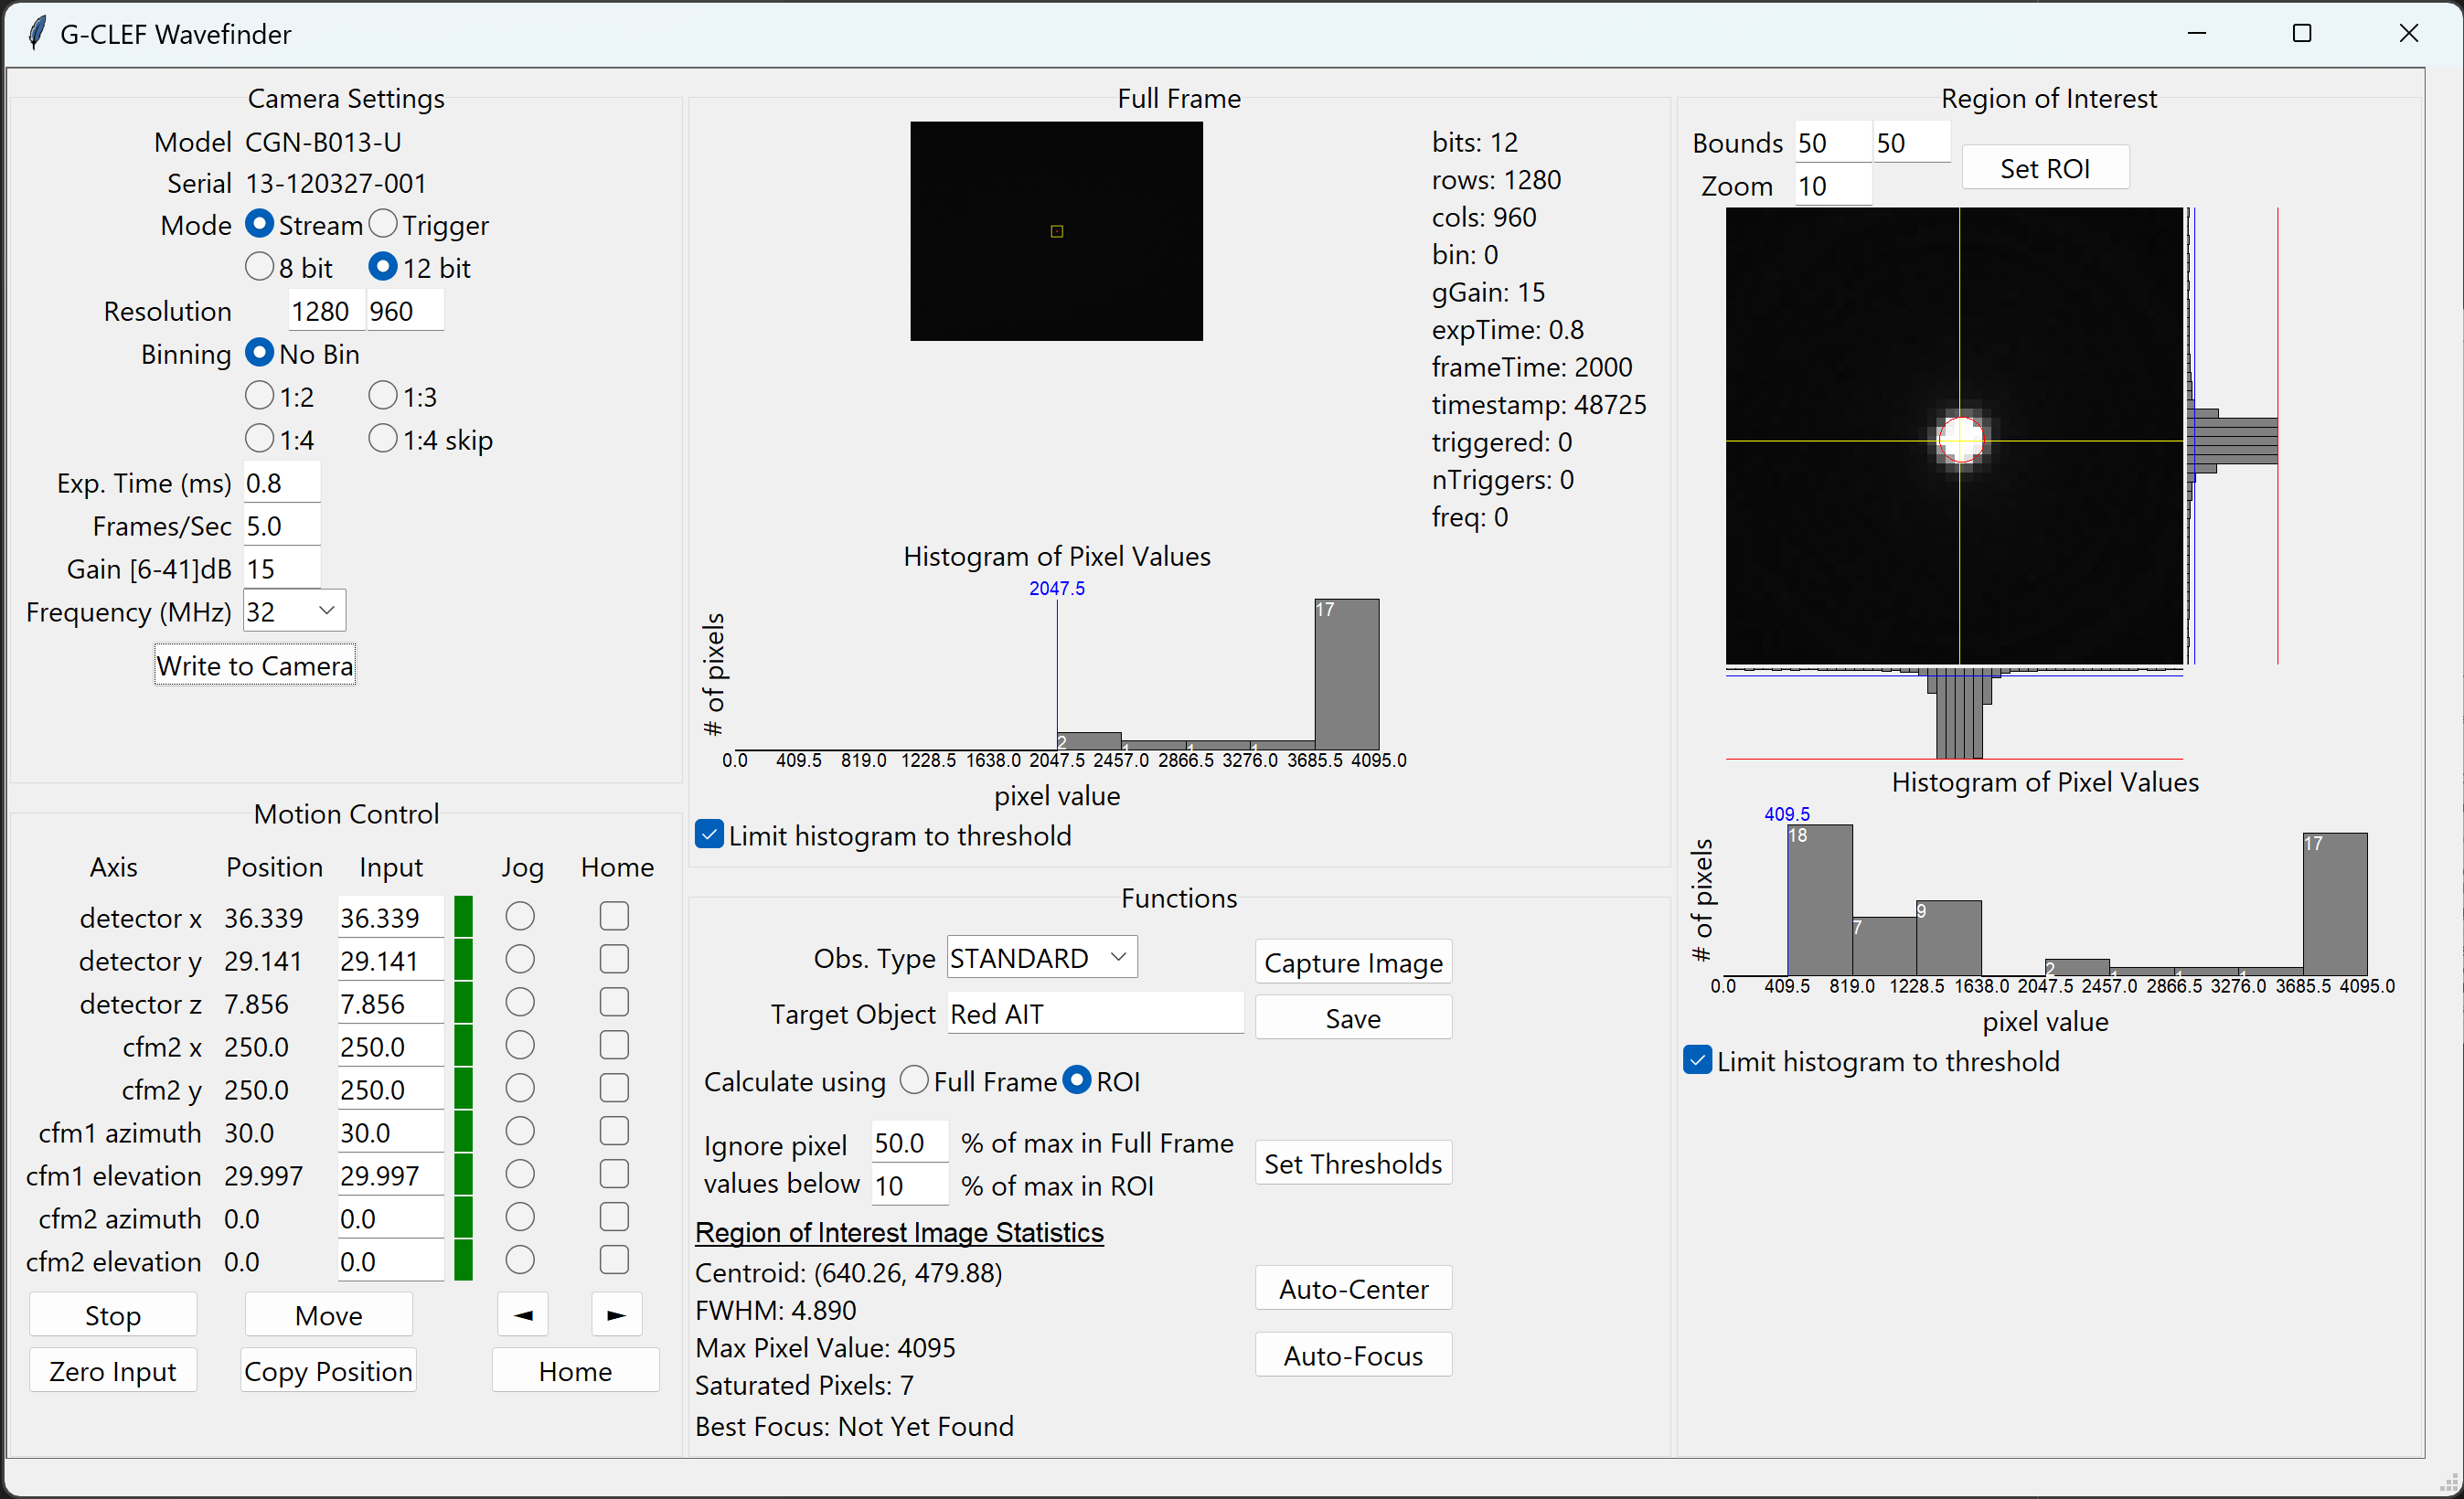 G-CLEF Wavefinder
Camera Settings
Model CGN-B013-U
Serial 13-120327-001
Mode Stream Trigger
8 bit 12 bit
Resolution 1280 960
Binning No Bin
1:2 1:3
1:4 1:4 skip
Exp. Time (ms) 0.8
Frames/Sec 5.0
Gain [6-41]dB 15
Frequency (MHz) 32
Write to Camera
Motion Control
Axis Position Input Jog Home
detector x 36.339 36.339
detector y 29.141 29.141
detector z 7.856 7.856
cfm2 x 250.0 250.0
cfm2 y 250.0 250.0
cfm1 azimuth 30.0 30.0
cfm1 elevation 29.997 29.997
cfm2 azimuth 0.0 0.0
cfm2 elevation 0.0 0.0
Stop Move ◄ ►
Zero Input Copy Position Home
Full Frame
bits: 12
rows: 1280
cols: 960
bin: 0
gGain: 15
expTime: 0.8
frameTime: 2000
timestamp: 48725
triggered: 0
nTriggers: 0
freq: 0
Histogram of Pixel Values
2047.5
# of pixels
2 1 1 1 17
0.0 409.5 819.0 1228.5 1638.0 2047.5 2457.0 2866.5 3276.0 3685.5 4095.0
pixel value
Limit histogram to threshold
Functions
Obs. Type STANDARD Capture Image
Target Object Red AIT Save
Calculate using Full Frame ROI
Ignore pixel 50.0 % of max in Full Frame
values below 10 % of max in ROI
Set Thresholds
Region of Interest Image Statistics
Centroid: (640.26, 479.88)
FWHM: 4.890
Max Pixel Value: 4095
Saturated Pixels: 7
Best Focus: Not Yet Found
Auto-Center
Auto-Focus
Region of Interest
Bounds 50 50
Zoom 10
Set ROI
Histogram of Pixel Values
409.5
# of pixels
18 7 9 2 1 1 1 17
0.0 409.5 819.0 1228.5 1638.0 2047.5 2457.0 2866.5 3276.0 3685.5 4095.0
pixel value
Limit histogram to threshold